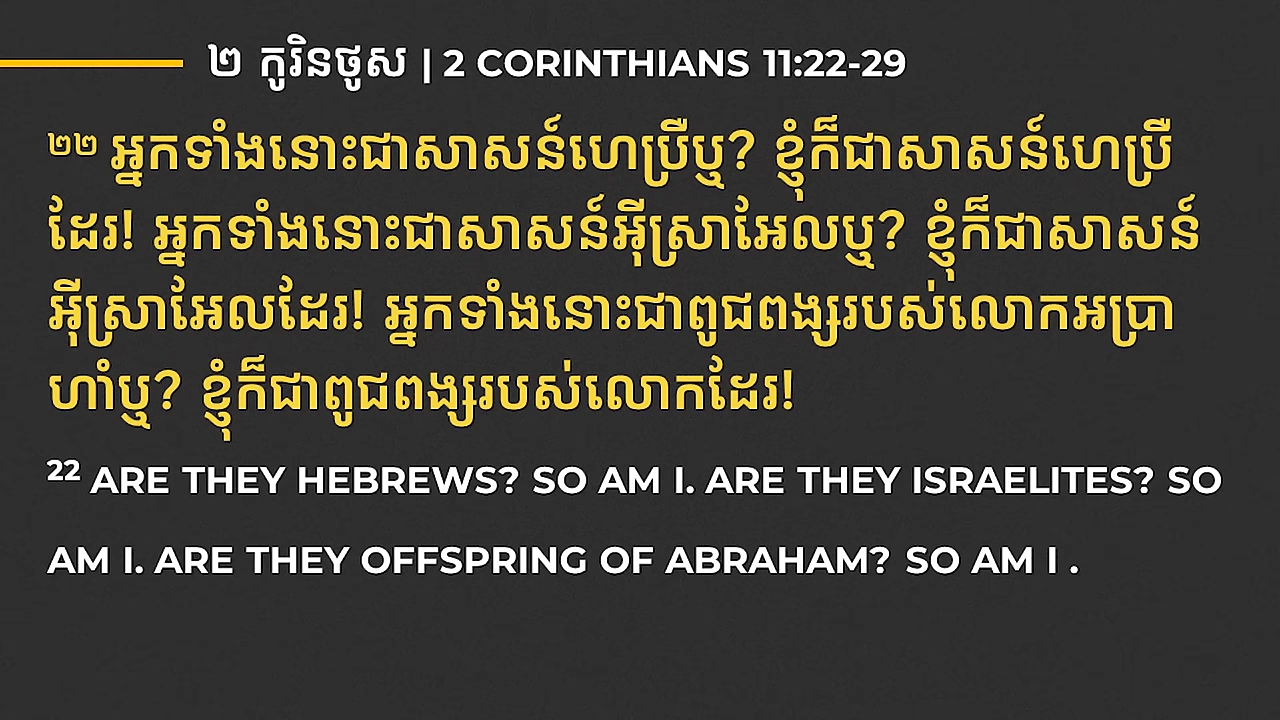 ២ កូរិនថូស | 2 CORINTHIANS 11:22-29
២២ អ្នកទាំងនោះជាសាសន៍ហេប្រឺឬ? ខ្ញុំក៏ជាសាសន៍ហេប្រឺ
ដែរ! អ្នកទាំងនោះជាសាសន៍អ៊ីស្រាអែលឬ? ខ្ញុំក៏ជាសាសន៍
អ៊ីស្រាអែលដែរ! អ្នកទាំងនោះជាពូជពង្សរបស់លោកអប្រា
ហាំឬ? ខ្ញុំក៏ជាពូជពង្សរបស់លោកដែរ!
22 ARE THEY HEBREWS? SO AM I. ARE THEY ISRAELITES? SO
AM I. ARE THEY OFFSPRING OF ABRAHAM? SO AM I .